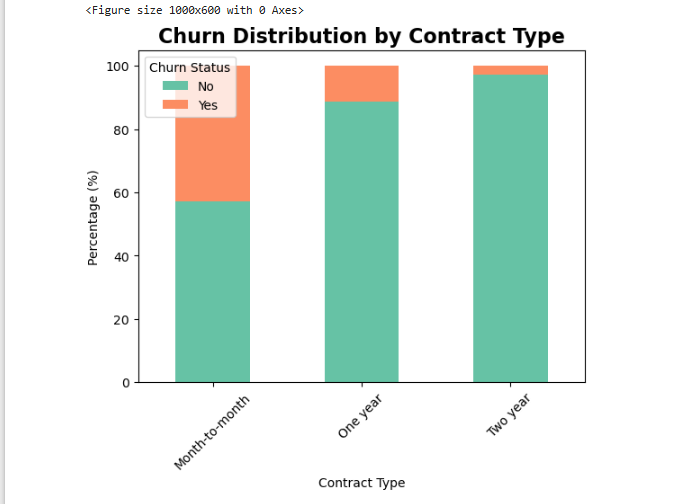 <Figure size 1000x600 with 0 Axes>
Churn Distribution by Contract Type
Churn Status
No
Yes
Percentage (%)
100
80
60
40
20
0
Month-to-month
One year
Two year
Contract Type